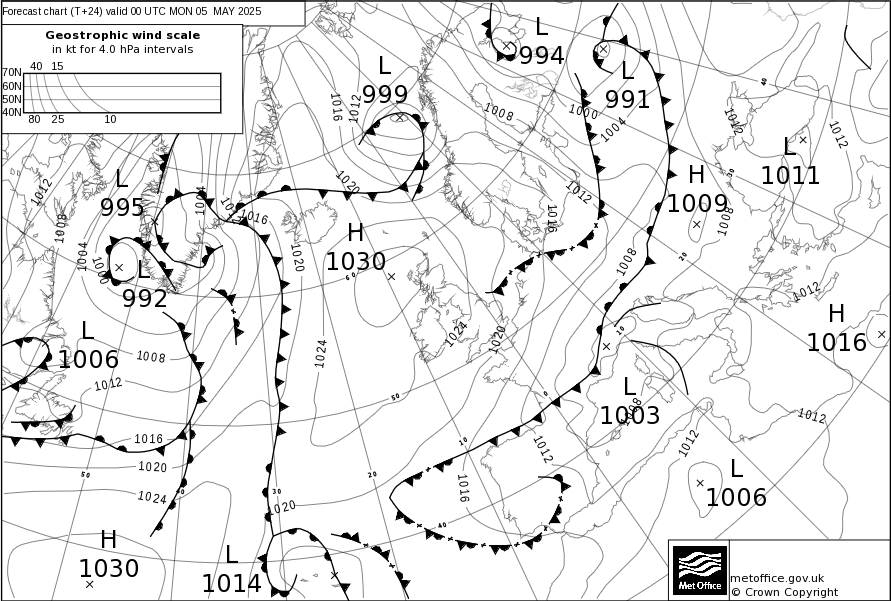 Forecast chart (T+24) valid 00 UTC MON 05 MAY 2025
Geostrophic wind scale
in kt for 4.0 hPa intervals
40 15
70N
60N
50N
40N
80 25 10
L
994
L
991
L
999
1016
1012
1008
1000
1004
1012
1012
L
1011
40
30
H
1009
1008
20
1012
L
995
1004
1016
1020
1012
1016
H
1030
60
1020
1008
1004
1000
L
992
1008
1012
H
1016
L
1006
1008
1012
1024
1024
1020
10
50
0
L
1003
1008
1012
1016
1020
1024
50
40
30
20
10
1012
1016
1012
L
1006
1020
40
H
1030
L
1014
Met Office
metoffice.gov.uk
© Crown Copyright